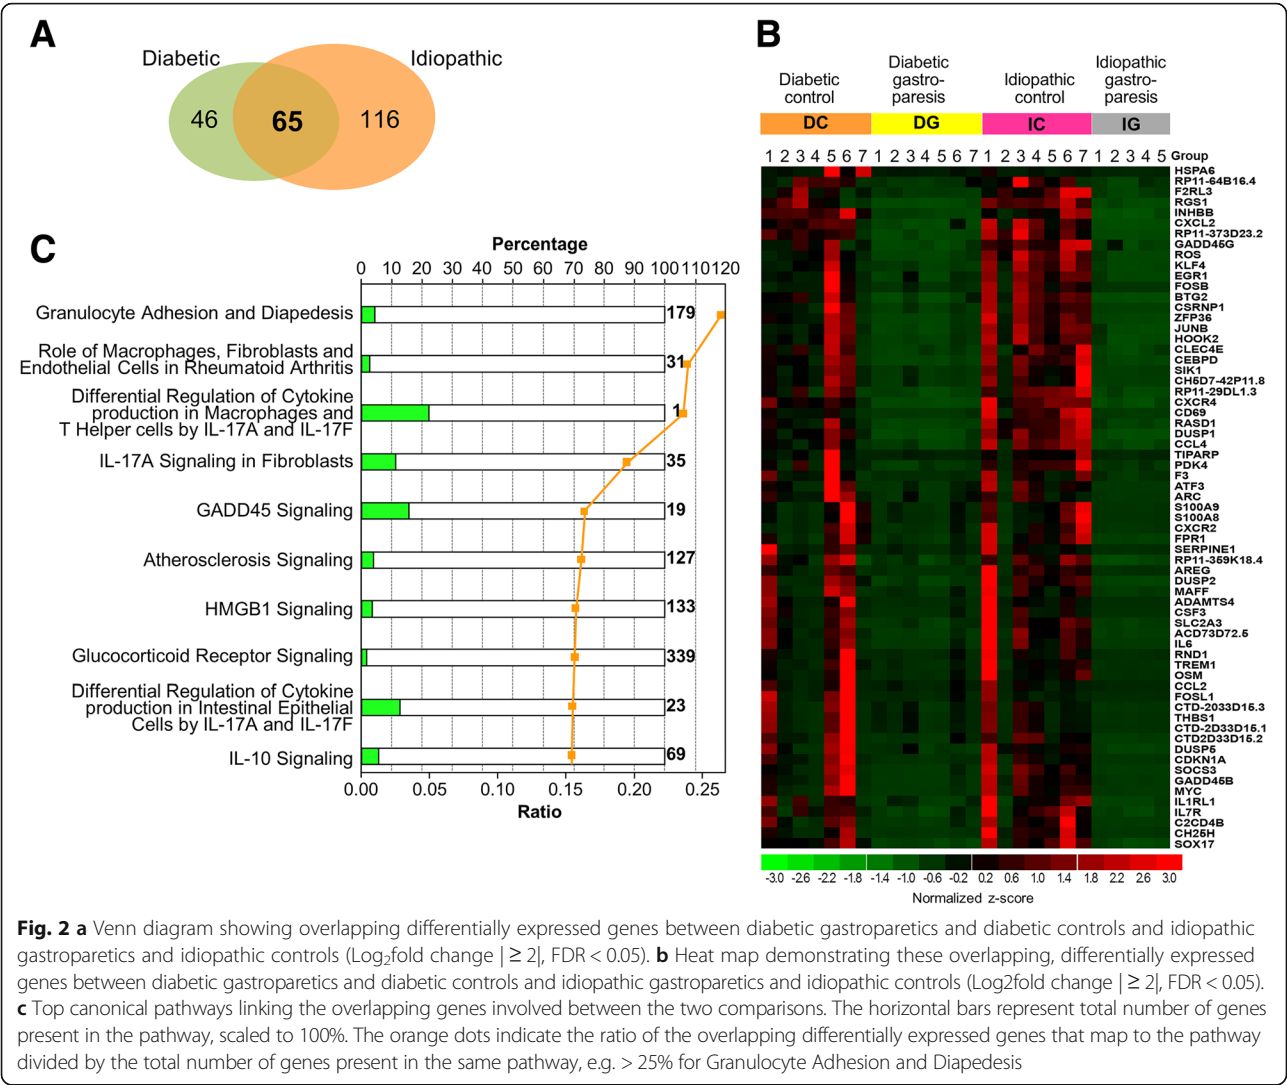 A
Diabetic
Idiopathic
46
65
116
B
Diabetic
control
Diabetic
gastro-
paresis
Idiopathic
control
Idiopathic
gastro-
paresis
DC
DG
IC
IG
1 2 3 4 5 6 7 1 2 3 4 5 6 7 1 2 3 4 5 6 7 1 2 3 4 5 Group
HSPA6
RP11-64B16.4
F2RL3
RGS1
INHBB
CXCL2
RP11-373D23.2
GADD45G
ROS
KLF4
EGR1
FOSB
BTG2
CSRNP1
ZFP36
JUNB
HOOK2
CLEC4E
CEBPD
SIK1
CH5D7-42P11.8
RP11-29DL1.3
CXCR4
CD69
RASD1
DUSP1
CCL4
TIPARP
PDK4
F3
ATF3
ARC
S100A9
S100A8
CXCR2
FPR1
SERPINE1
RP11-359K18.4
AREG
DUSP2
MAFF
ADAMTS4
CSF3
SLC2A3
ACD73D72.5
IL6
RND1
TREM1
OSM
CCL2
FOSL1
CTD-2033D15.3
THBS1
CTD-2D33D15.1
CTD2D33D15.2
DUSP5
CDKN1A
SOCS3
GADD45B
MYC
IL1RL1
IL7R
C2CD4B
CH25H
SOX17
-3.0 -2.6 -2.2 -1.8 -1.4 -1.0 -0.6 -0.2 0.2 0.6 1.0 1.4 1.8 2.2 2.6 3.0
Normalized z-score
C
Percentage
0 10 20 30 40 50 60 70 80 90 100 110 120
Granulocyte Adhesion and Diapedesis
179
Role of Macrophages, Fibroblasts and
Endothelial Cells in Rheumatoid Arthritis
31
Differential Regulation of Cytokine
production in Macrophages and
T Helper cells by IL-17A and IL-17F
1
IL-17A Signaling in Fibroblasts
35
GADD45 Signaling
19
Atherosclerosis Signaling
127
HMGB1 Signaling
133
Glucocorticoid Receptor Signaling
339
Differential Regulation of Cytokine
production in Intestinal Epithelial
Cells by IL-17A and IL-17F
23
IL-10 Signaling
69
0.00 0.05 0.10 0.15 0.20 0.25
Ratio
Fig. 2 a Venn diagram showing overlapping differentially expressed genes between diabetic gastroparetics and diabetic controls and idiopathic
gastroparetics and idiopathic controls (Log2fold change | ≥ 2|, FDR < 0.05). b Heat map demonstrating these overlapping, differentially expressed
genes between diabetic gastroparetics and diabetic controls and idiopathic gastroparetics and idiopathic controls (Log2fold change | ≥ 2|, FDR < 0.05).
c Top canonical pathways linking the overlapping genes involved between the two comparisons. The horizontal bars represent total number of genes
present in the pathway, scaled to 100%. The orange dots indicate the ratio of the overlapping differentially expressed genes that map to the pathway
divided by the total number of genes present in the same pathway, e.g. > 25% for Granulocyte Adhesion and Diapedesis